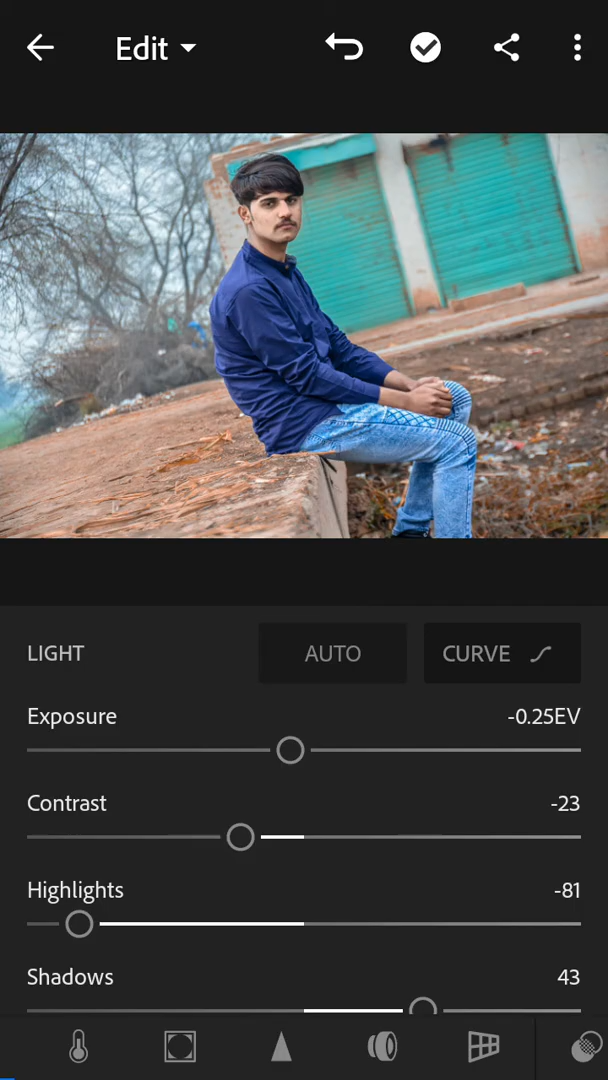 Edit
LIGHT AUTO CURVE
Exposure -0.25EV
Contrast -23
Highlights -81
Shadows 43